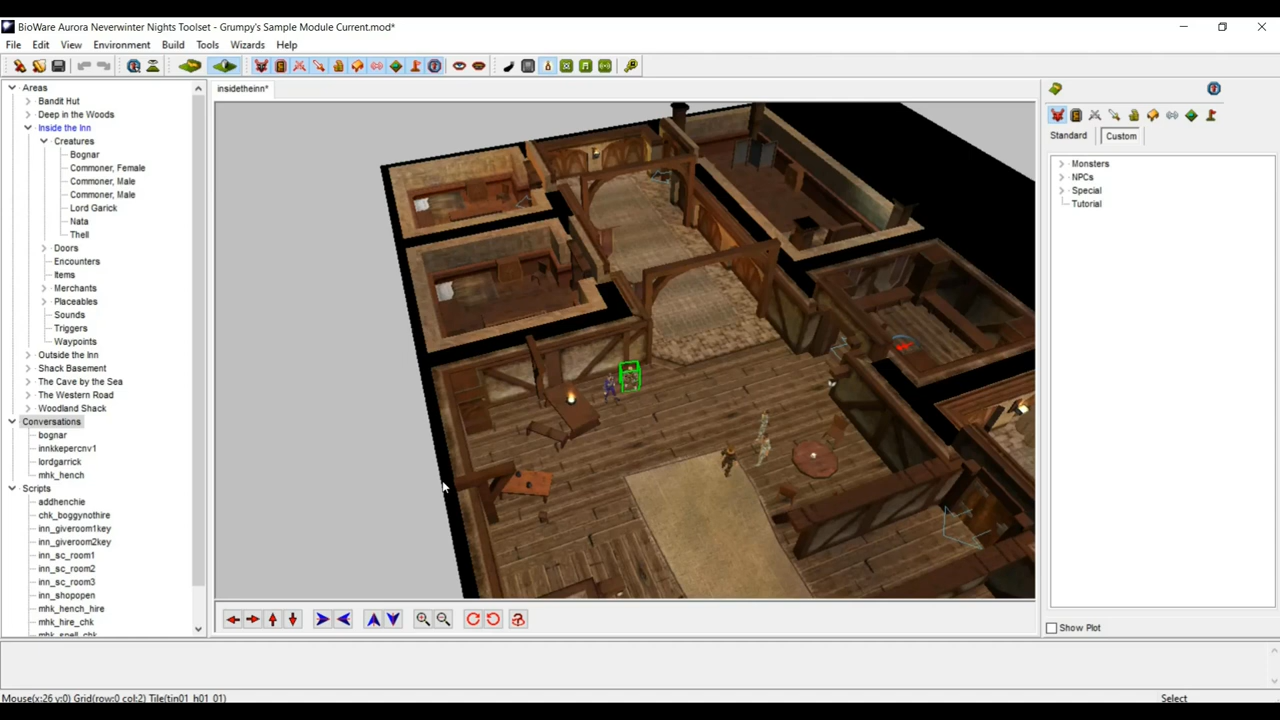 BioWare Aurora Neverwinter Nights Toolset - Grumpy's Sample Module Current.mod*
File Edit View Environment Build Tools Wizards Help
insidetheinn*
Areas
Bandit Hut
Deep in the Woods
Inside the Inn
Creatures
Bognar
Commoner, Female
Commoner, Male
Commoner, Male
Lord Garick
Nata
Thell
Doors
Encounters
Items
Merchants
Placeables
Sounds
Triggers
Waypoints
Outside the Inn
Shack Basement
The Cave by the Sea
The Western Road
Woodland Shack
Conversations
bognar
innkkepercnv1
lordgarrick
mhk_hench
Scripts
addhenchie
chk_boggynothire
inn_giveroom1key
inn_giveroom2key
inn_sc_room1
inn_sc_room2
inn_sc_room3
inn_shopopen
mhk_hench_hire
mhk_hire_chk
mhk_spell_chk
Standard Custom
Monsters
NPCs
Special
Tutorial
Show Plot
Mouse(x:26 y:0) Grid(row:0 col:2) Tile(tin01_h01_01)
Select